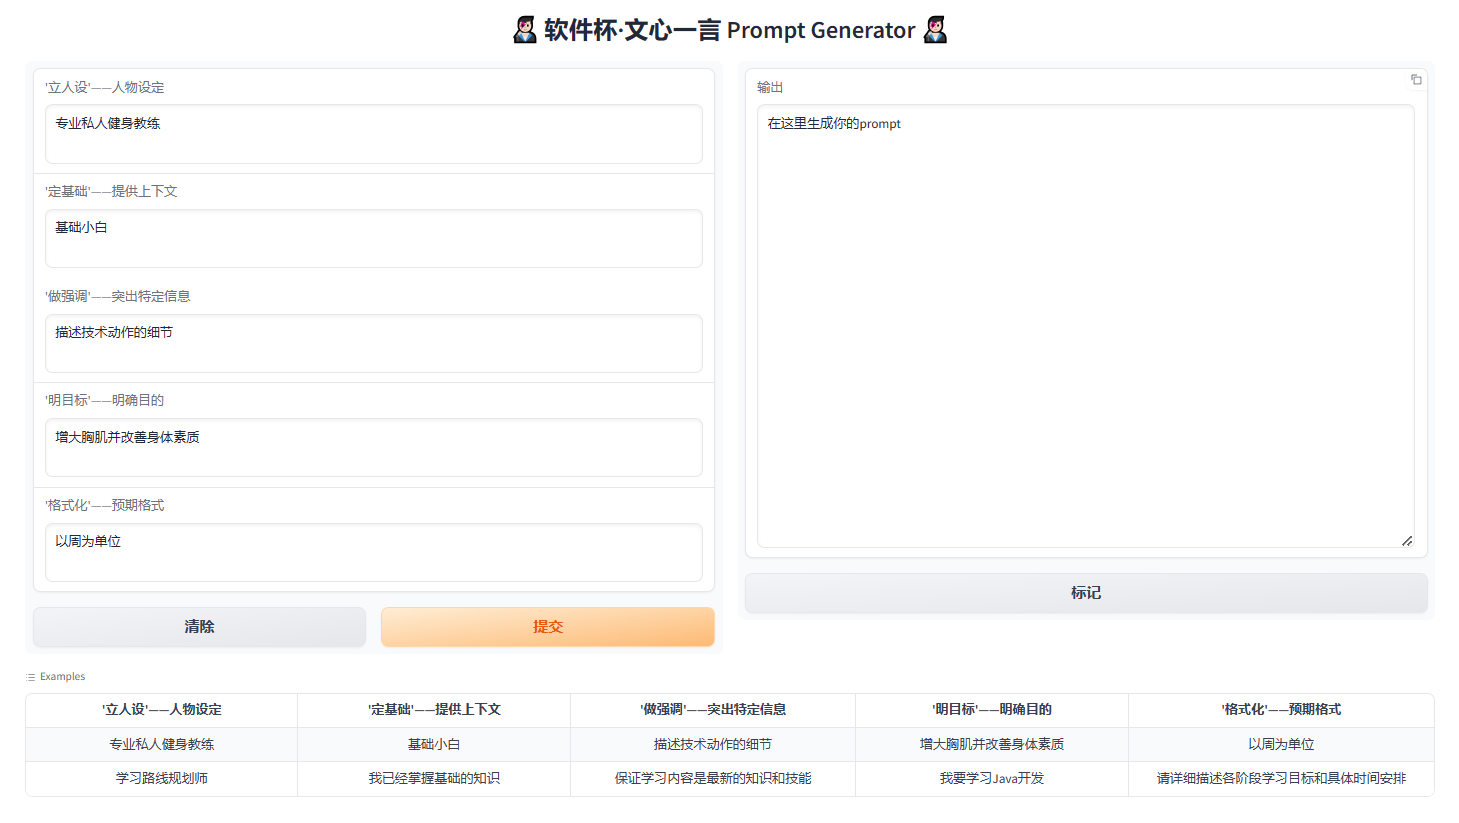 软件杯·文心一言 Prompt Generator
'立人设'——人物设定
专业私人健身教练
'定基础'——提供上下文
基础小白
'做强调'——突出特定信息
描述技术动作的细节
'明目标'——明确目的
增大胸肌并改善身体素质
'格式化'——预期格式
以周为单位
清除
提交
输出
在这里生成你的prompt
标记
Examples
'立人设'——人物设定 '定基础'——提供上下文 '做强调'——突出特定信息 '明目标'——明确目的 '格式化'——预期格式
专业私人健身教练 基础小白 描述技术动作的细节 增大胸肌并改善身体素质 以周为单位
学习路线规划师 我已经掌握基础的知识 保证学习内容是最新的知识和技能 我要学习Java开发 请详细描述各阶段学习目标和具体时间安排